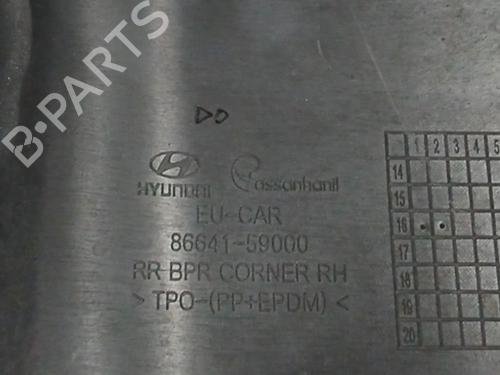 B-PARTS
DO
HYUNDAI Cassanhanil
EU-CAR
86641-59000
RR BPR CORNER RH
> TPO-(PP+EPDM) <
1 2 3 4 5
14
15
16
17
18
19
20